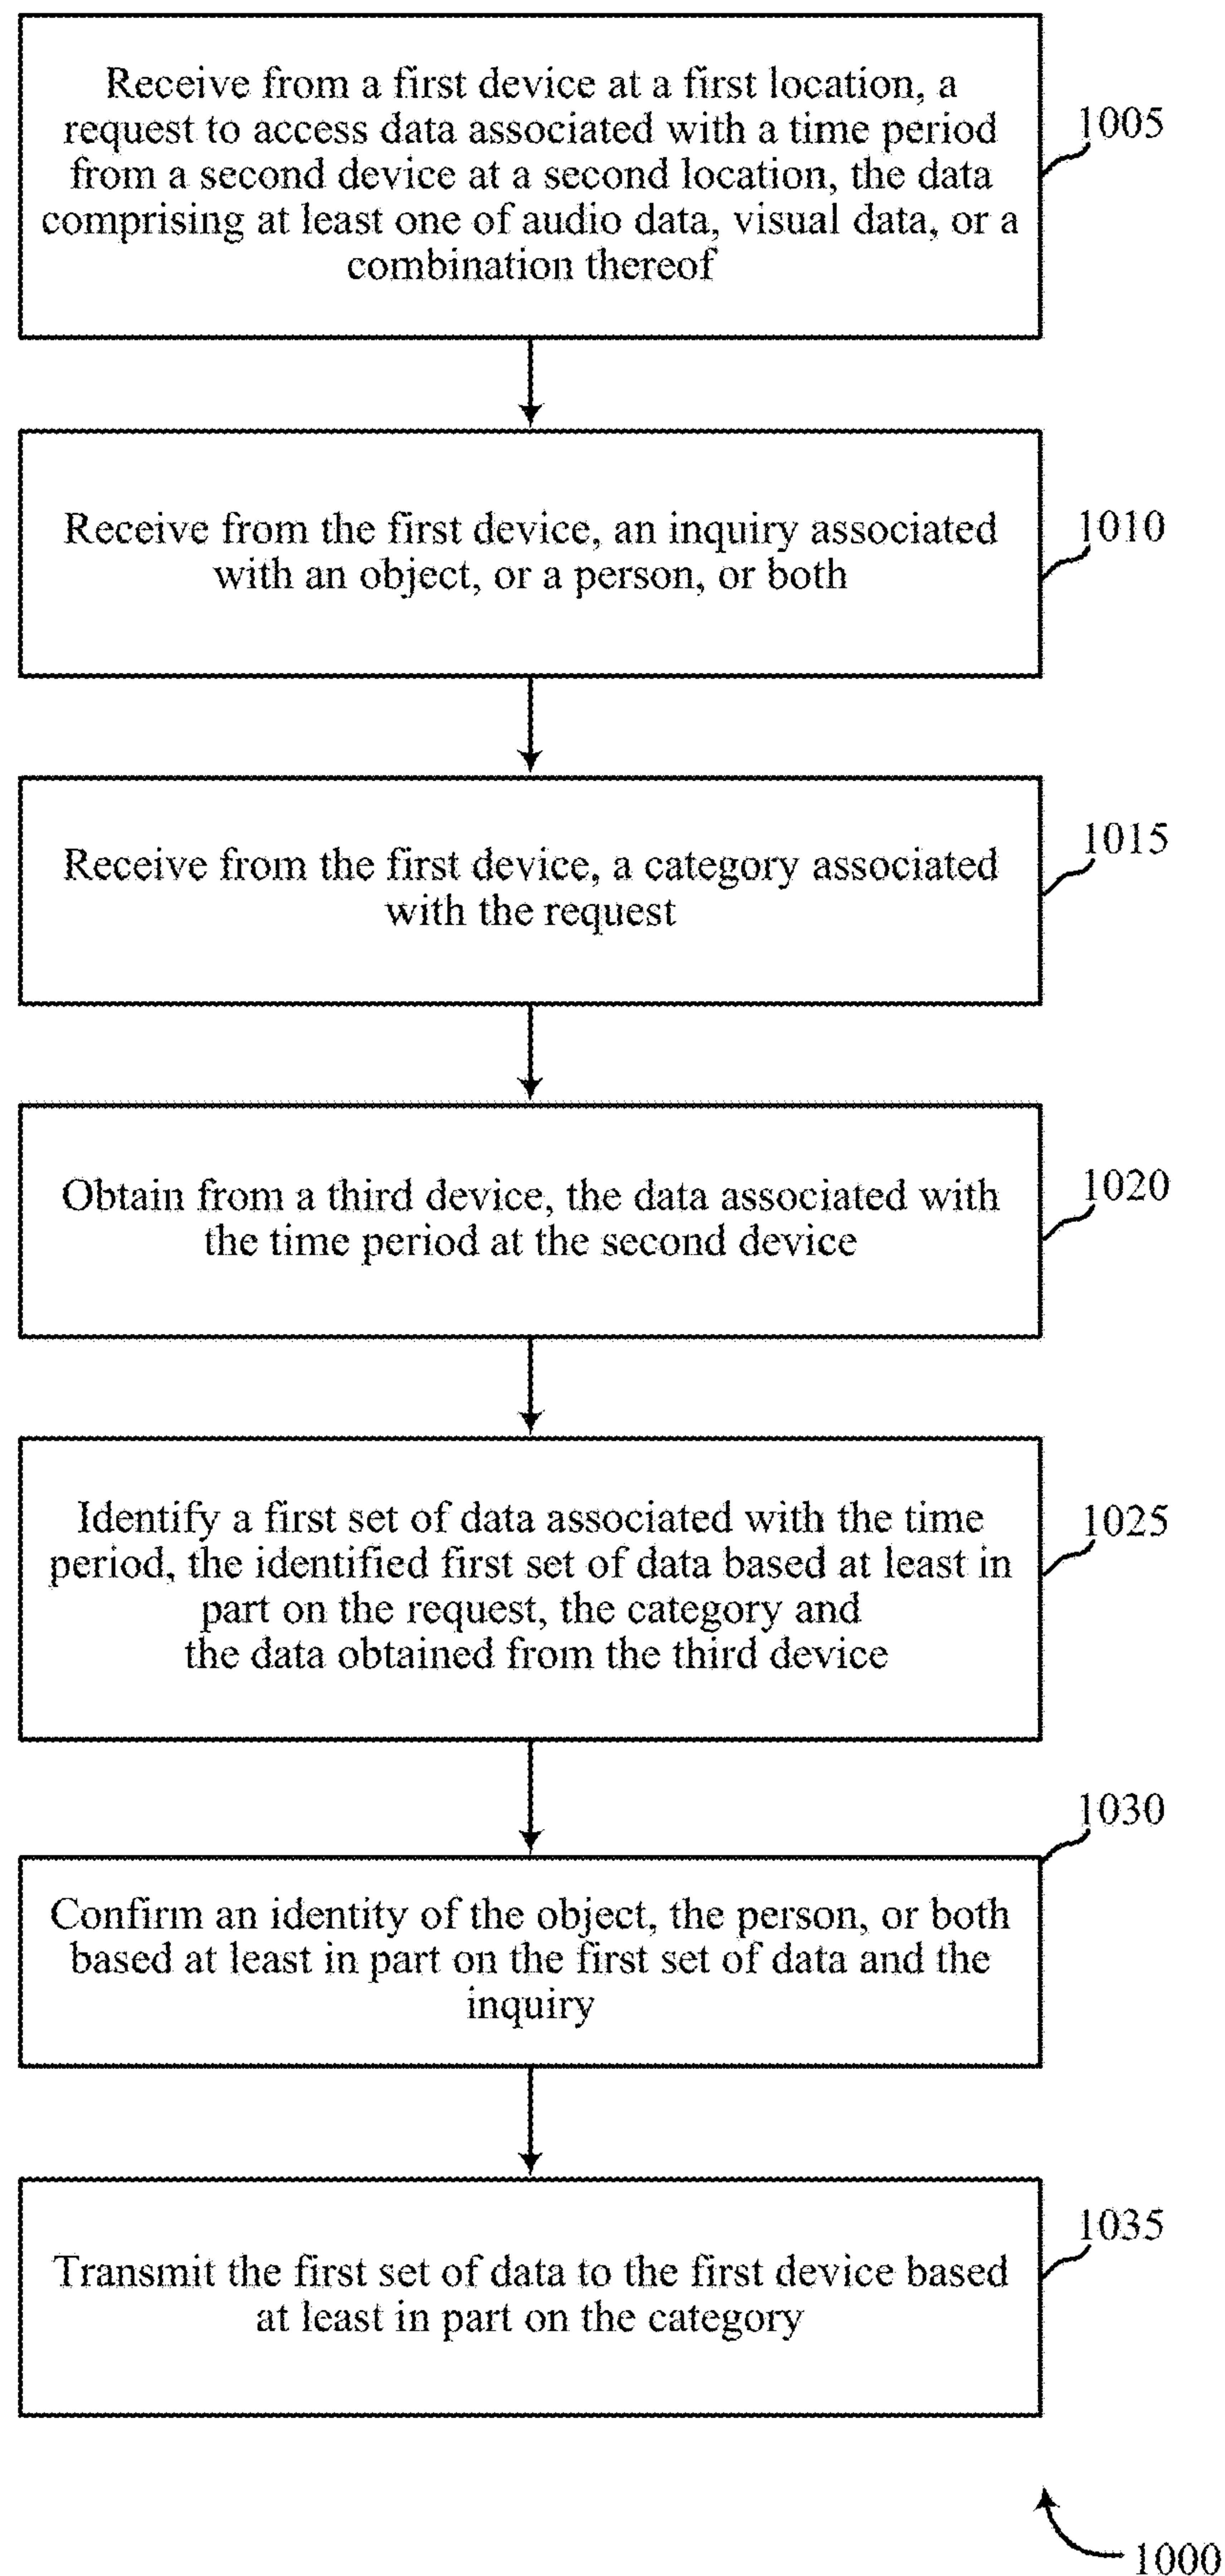 Receive from a first device at a first location, a
request to access data associated with a time period
from a second device at a second location, the data
comprising at least one of audio data, visual data, or a
combination thereof
1005
Receive from the first device, an inquiry associated
with an object, or a person, or both
1010
Receive from the first device, a category associated
with the request
1015
Obtain from a third device, the data associated with
the time period at the second device
1020
Identify a first set of data associated with the time
period, the identified first set of data based at least in
part on the request, the category and
the data obtained from the third device
1025
Confirm an identity of the object, the person, or both
based at least in part on the first set of data and the
inquiry
1030
Transmit the first set of data to the first device based
at least in part on the category
1035
1000